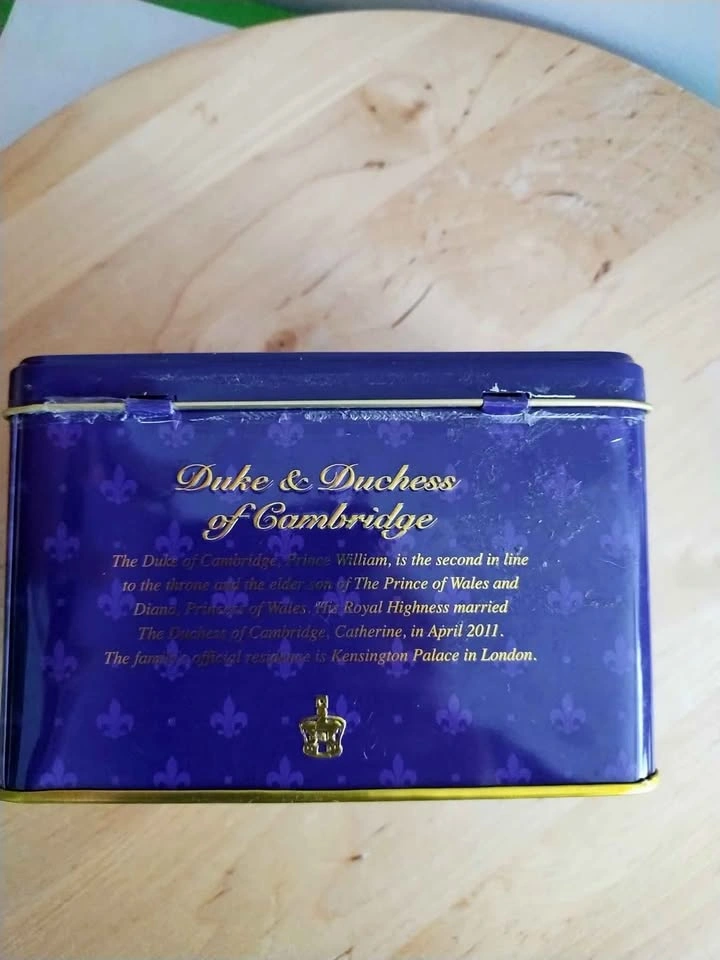 Duke & Duchess
of Cambridge
The Duke of Cambridge, Prince William, is the second in line
to the throne and the elder son of The Prince of Wales and
Diana, Princess of Wales. His Royal Highness married
The Duchess of Cambridge, Catherine, in April 2011.
The family's official residence is Kensington Palace in London.